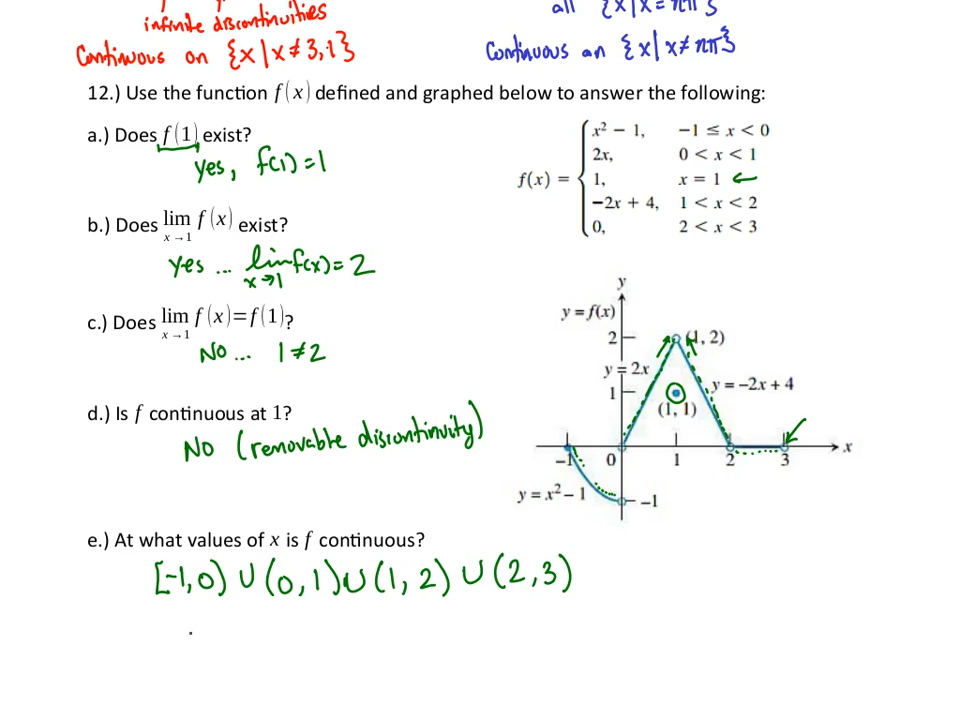 infinite discontinuities
Continuous on {x|x≠3,1}
all {x|x=nπ}
Continuous on {x|x≠nπ}
12.) Use the function f(x) defined and graphed below to answer the following:
a.) Does f(1) exist?
yes, f(1)=1
f(x) = { x² − 1, −1 ≤ x < 0
2x, 0 < x < 1
1, x = 1 ←
−2x + 4, 1 < x < 2
0, 2 < x < 3
b.) Does lim x→1 f(x) exist?
yes ... lim x→1 f(x) = 2
c.) Does lim x→1 f(x)=f(1)?
No ... 1≠2
d.) Is f continuous at 1?
No (removable discontinuity)
y
y = f(x)
2
(1, 2)
y = 2x
y = −2x + 4
1
(1, 1)
−1 0 1 2 3 x
y = x² − 1
−1
e.) At what values of x is f continuous?
[-1,0) ∪ (0,1) ∪ (1,2) ∪ (2,3)